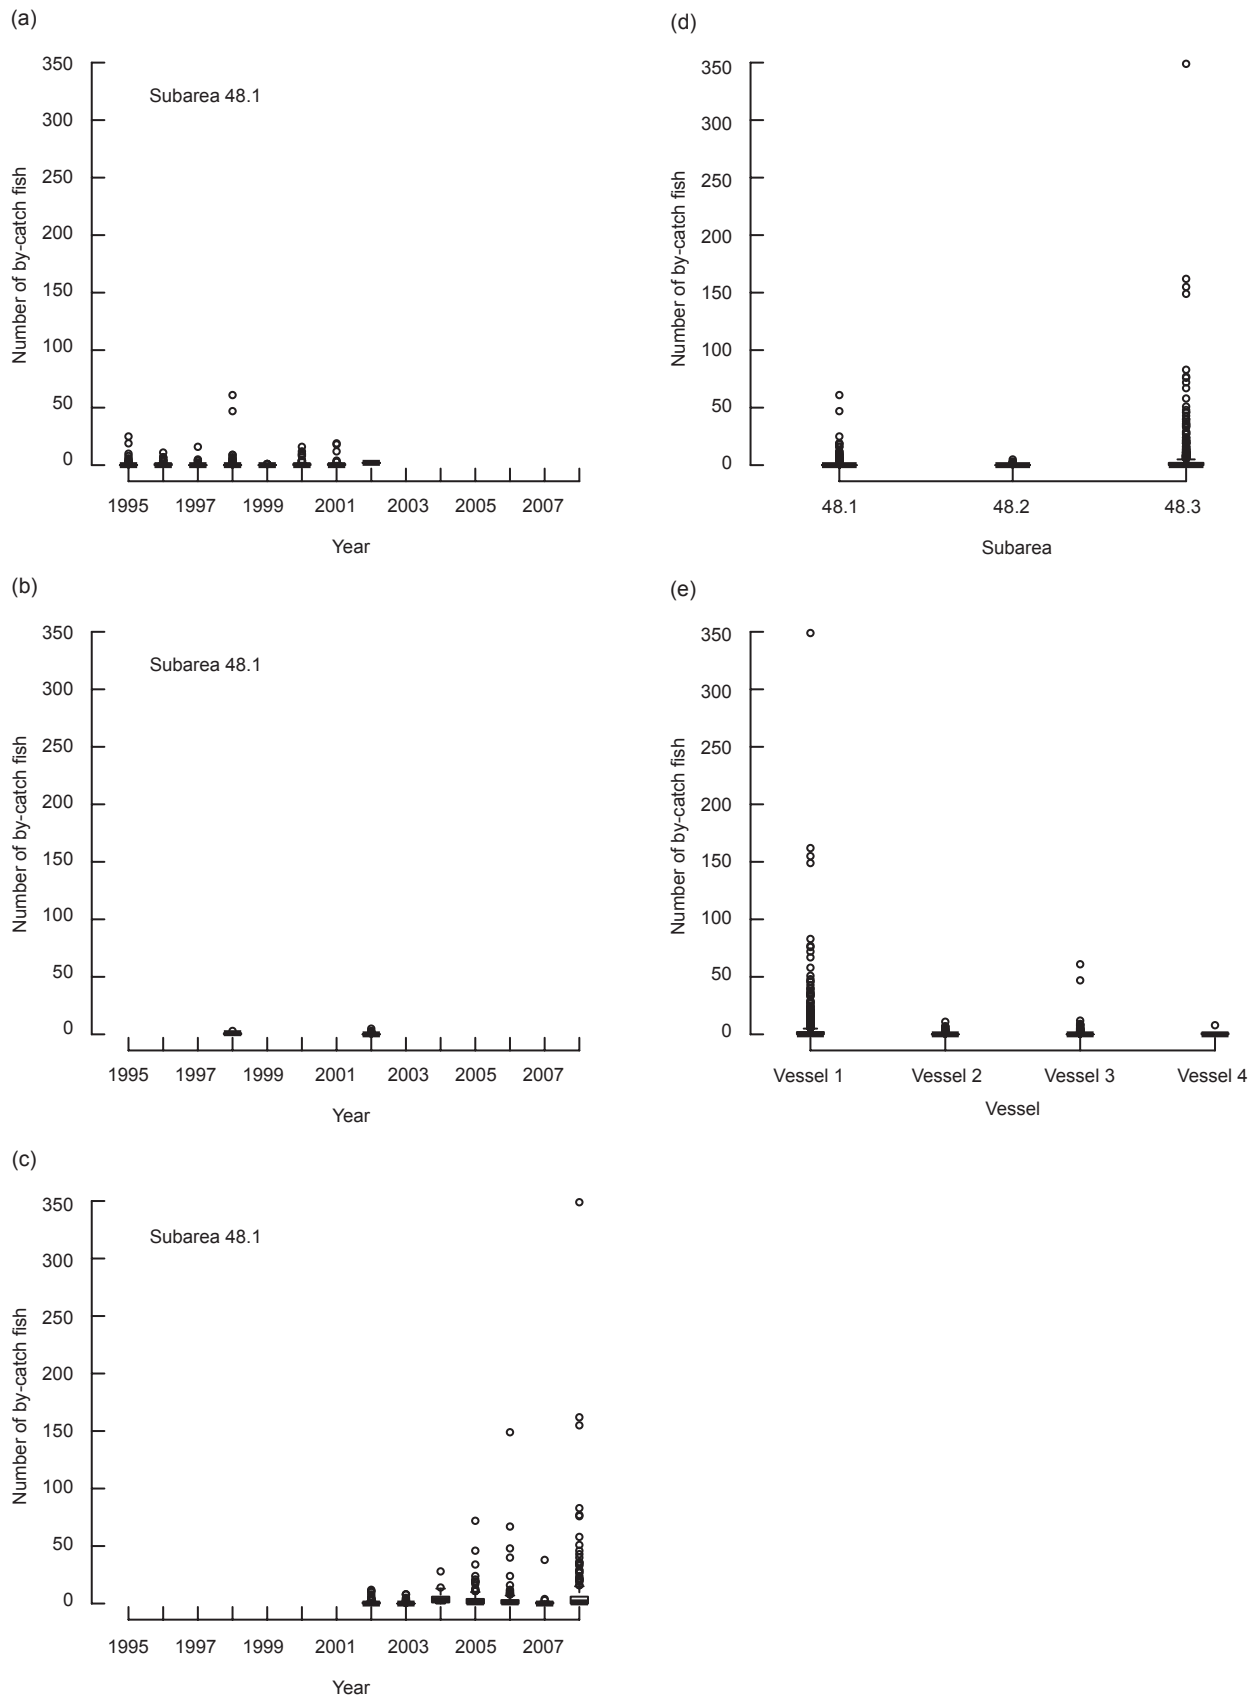 (a)
Number of by-catch fish
350
300
250
200
150
100
50
0
Subarea 48.1
1995 1997 1999 2001 2003 2005 2007
Year
(b)
Number of by-catch fish
350
300
250
200
150
100
50
0
Subarea 48.1
1995 1997 1999 2001 2003 2005 2007
Year
(c)
Number of by-catch fish
350
300
250
200
150
100
50
0
Subarea 48.1
1995 1997 1999 2001 2003 2005 2007
Year
(d)
Number of by-catch fish
350
300
250
200
150
100
50
0
48.1 48.2 48.3
Subarea
(e)
Number of by-catch fish
350
300
250
200
150
100
50
0
Vessel 1 Vessel 2 Vessel 3 Vessel 4
Vessel